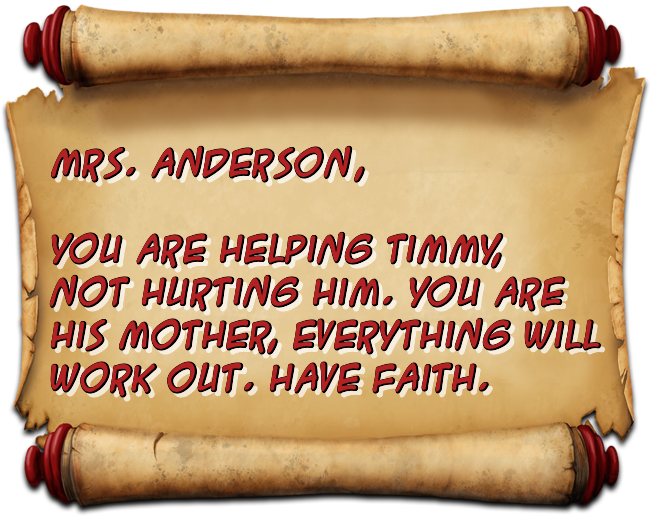 MRS. ANDERSON,
YOU ARE HELPING TIMMY,
NOT HURTING HIM. YOU ARE
HIS MOTHER, EVERYTHING WILL
WORK OUT. HAVE FAITH.